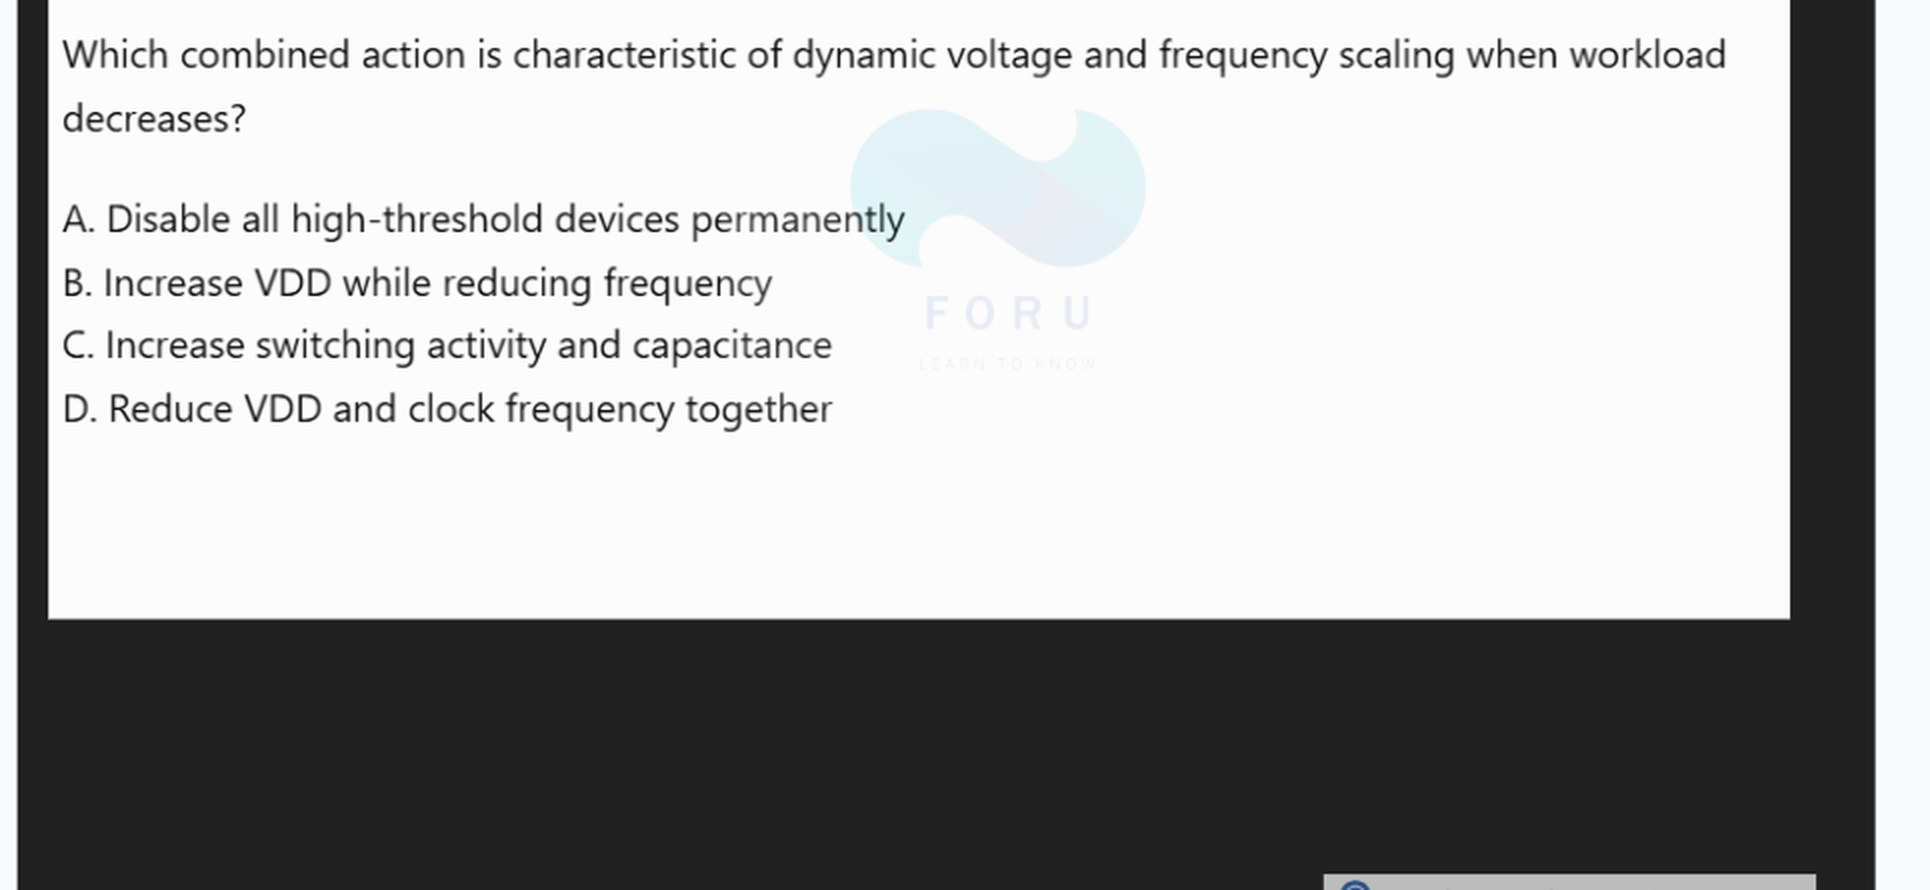 Which combined action is characteristic of dynamic voltage and frequency scaling when workload
decreases?
A. Disable all high-threshold devices permanently
B. Increase VDD while reducing frequency
C. Increase switching activity and capacitance
D. Reduce VDD and clock frequency together
FORU
LEARN TO KNOW